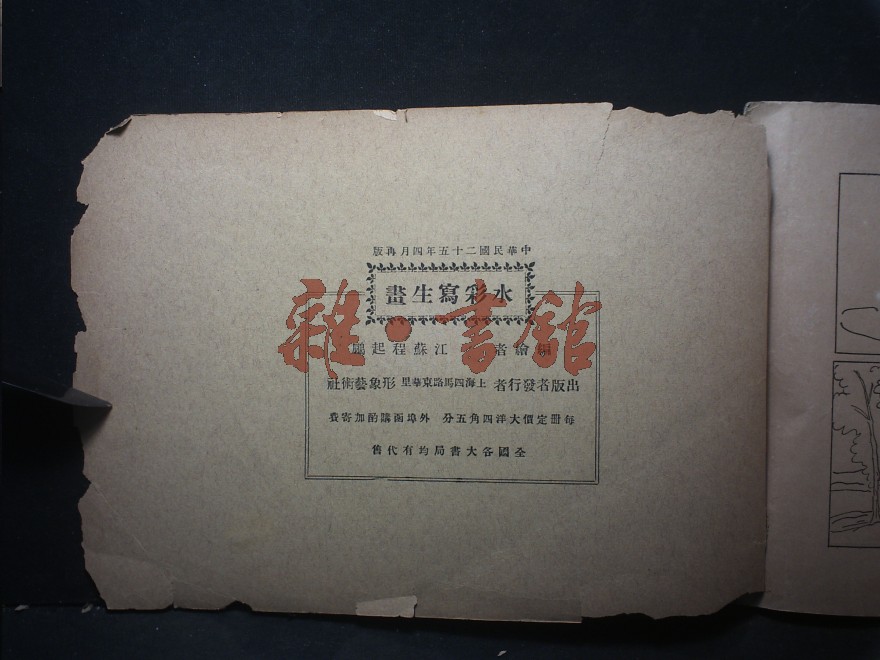 中華民國二十五年四月再版
水彩寫生畫
編繪者 江蘇程起鵬
出版者發行者 上海四馬路東華里 形象藝術社
每冊定價大洋四角五分 外埠函購酌加寄費
全國各大書局均有代售
雜·書館